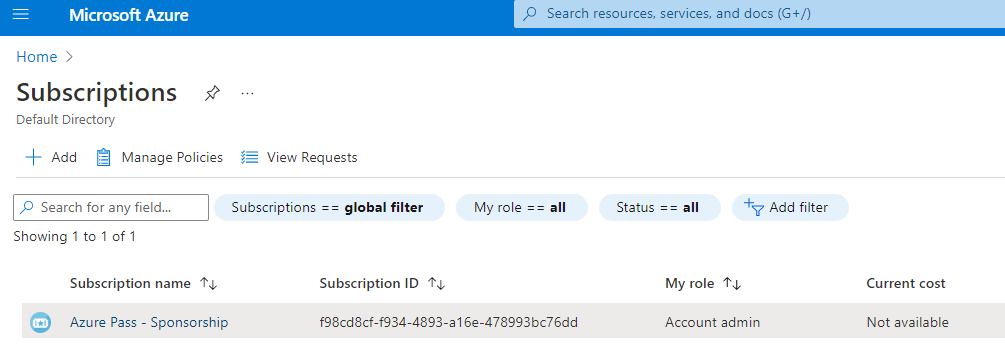 Microsoft Azure
Search resources, services, and docs (G+/)
Home >
Subscriptions ...
Default Directory
+ Add Manage Policies View Requests
Search for any field... Subscriptions == global filter My role == all Status == all Add filter
Showing 1 to 1 of 1
Subscription name ↑↓ Subscription ID ↑↓ My role ↑↓ Current cost
Azure Pass - Sponsorship f98cd8cf-f934-4893-a16e-478993bc76dd Account admin Not available